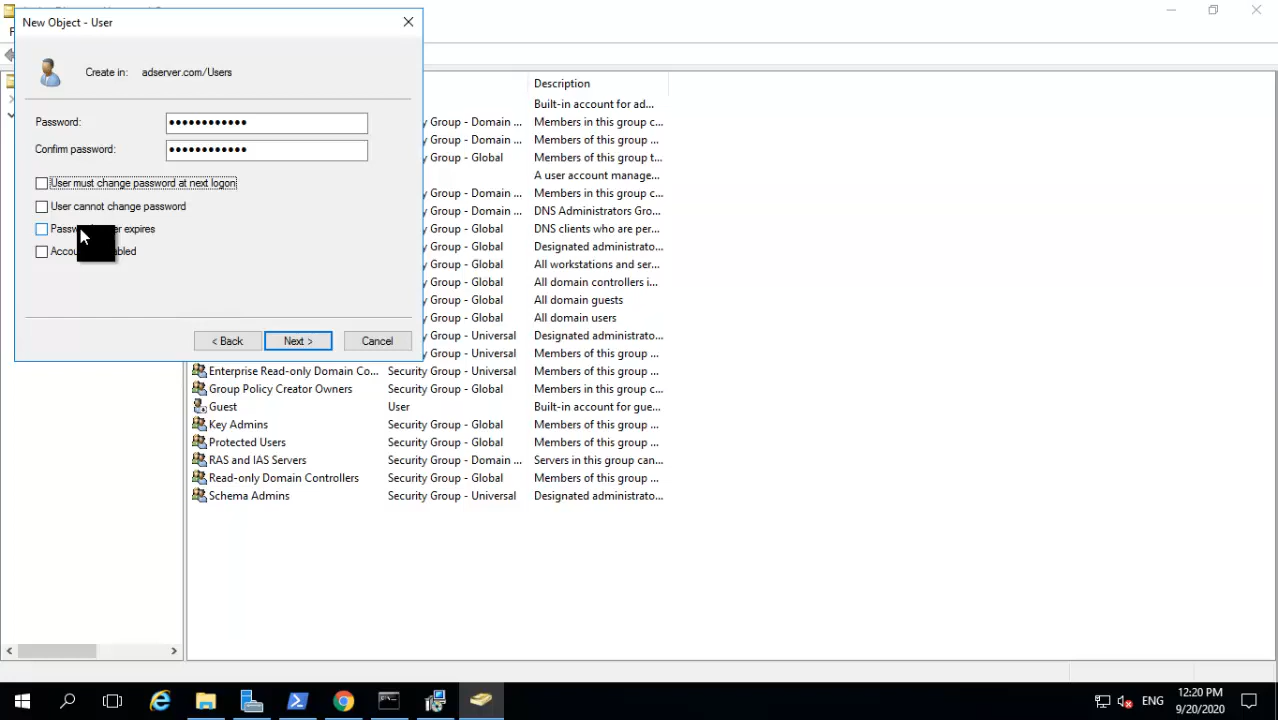 New Object - User
Create in: adserver.com/Users
Password: ●●●●●●●●●●●●
Confirm password: ●●●●●●●●●●●●
User must change password at next logon
User cannot change password
expires
< Back
Next >
Cancel
Description
Built-in account for ad...
Group - Domain ... Members in this group c...
Group - Domain ... Members of this group ...
Group - Global Members of this group t...
A user account manage...
Group - Domain ... Members in this group c...
Group - Domain ... DNS Administrators Gro...
Group - Global DNS clients who are per...
Group - Global Designated administrato...
Group - Global All workstations and ser...
Group - Global All domain controllers i...
Group - Global All domain guests
Group - Global All domain users
Group - Universal Designated administrato...
Group - Universal Members of this group ...
Enterprise Read-only Domain Co... Security Group - Universal Members of this group ...
Group Policy Creator Owners Security Group - Global Members in this group c...
Guest User Built-in account for gue...
Key Admins Security Group - Global Members of this group ...
Protected Users Security Group - Global Members of this group ...
RAS and IAS Servers Security Group - Domain ... Servers in this group can...
Read-only Domain Controllers Security Group - Global Members of this group ...
Schema Admins Security Group - Universal Designated administrato...
ENG
12:20 PM
9/20/2020